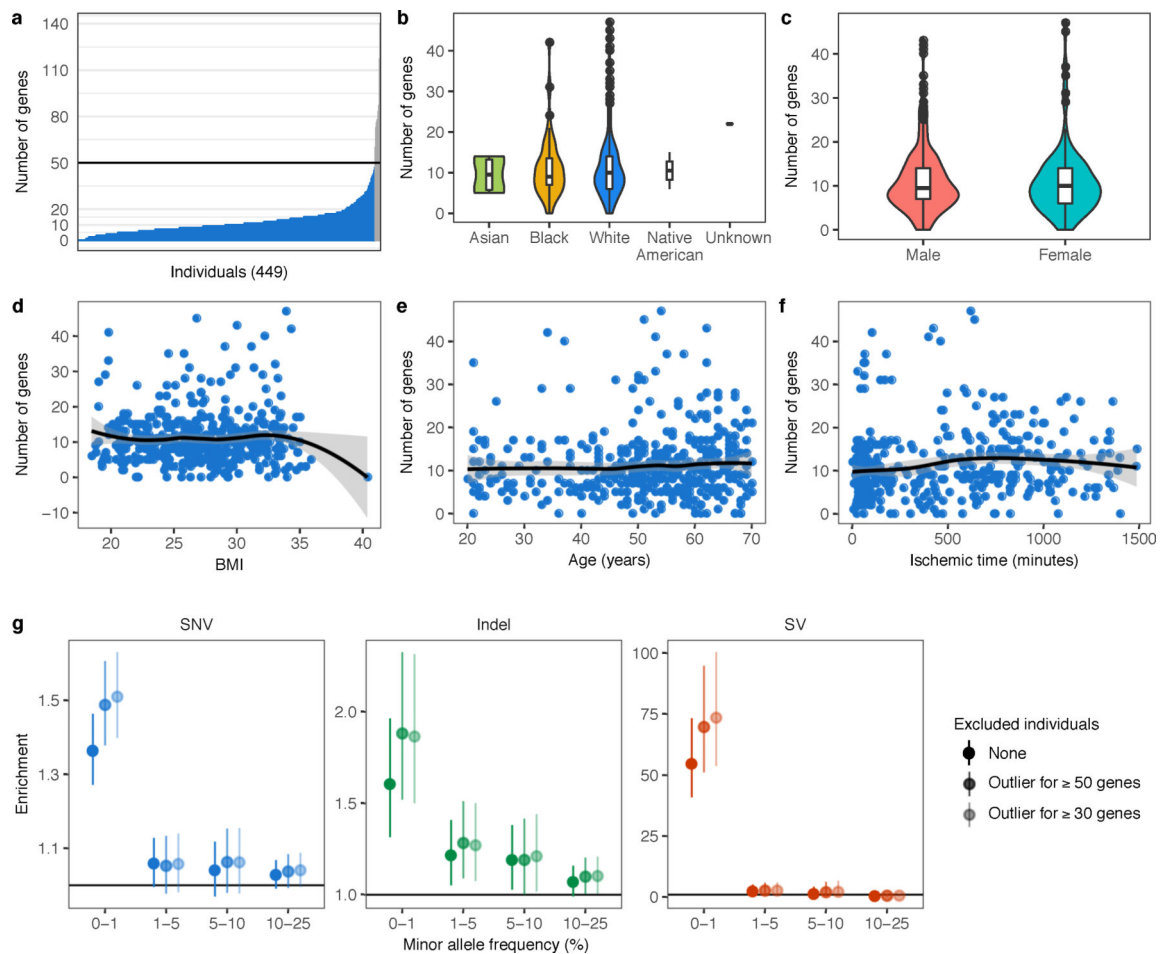 a
Number of genes
140
110
80
50
20
10
0
Individuals (449)
b
Number of genes
40
30
20
10
0
Asian
Black
White
Native
American
Unknown
c
Number of genes
40
30
20
10
0
Male
Female
d
Number of genes
40
30
20
10
0
−10
20
25
30
35
40
BMI
e
Number of genes
40
30
20
10
0
20
30
40
50
60
70
Age (years)
f
Number of genes
40
30
20
10
0
0
500
1000
1500
Ischemic time (minutes)
g
SNV
Indel
SV
Enrichment
1.5
1.3
1.1
0–1
1–5
5–10
10–25
2.0
1.5
1.0
0–1
1–5
5–10
10–25
100
75
50
25
0
0–1
1–5
5–10
10–25
Minor allele frequency (%)
Excluded individuals
None
Outlier for ≥ 50 genes
Outlier for ≥ 30 genes